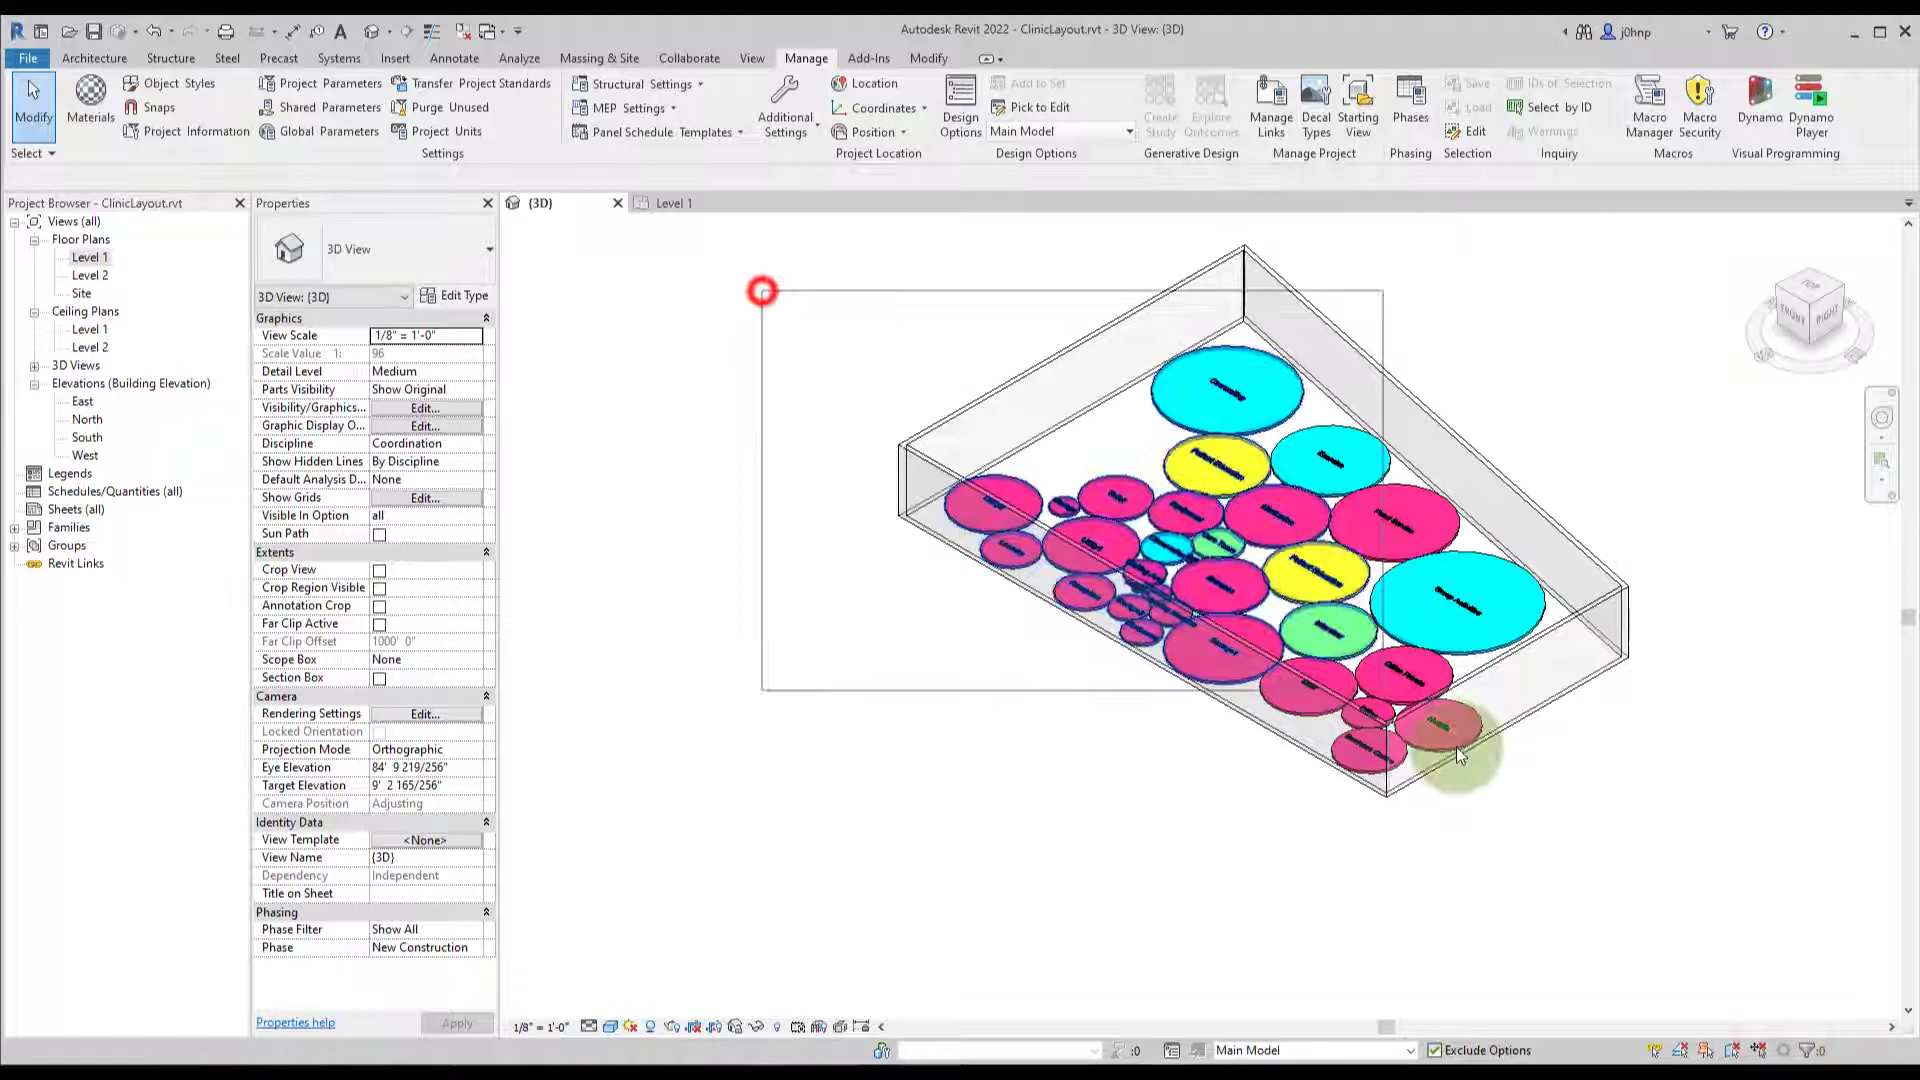 Autodesk Revit 2022 - ClinicLayout.rvt - 3D View: {3D}
j0hnp
File
Architecture
Structure
Steel
Precast
Systems
Insert
Annotate
Analyze
Massing & Site
Collaborate
View
Manage
Add-Ins
Modify
Modify
Select
Materials
Object Styles
Snaps
Project Information
Project Parameters
Shared Parameters
Global Parameters
Transfer Project Standards
Purge Unused
Project Units
Settings
Structural Settings
MEP Settings
Panel Schedule Templates
Additional Settings
Location
Coordinates
Position
Project Location
Design Options
Add to Set
Pick to Edit
Main Model
Design Options
Create Study
Explore Outcomes
Generative Design
Manage Links
Decal Types
Starting View
Manage Project
Phases
Phasing
Save
Load
Edit
Selection
IDs of Selection
Select by ID
Warnings
Inquiry
Macro Manager
Macro Security
Macros
Dynamo
Dynamo Player
Visual Programming
Project Browser - ClinicLayout.rvt
Views (all)
Floor Plans
Level 1
Level 2
Site
Ceiling Plans
Level 1
Level 2
3D Views
Elevations (Building Elevation)
East
North
South
West
Legends
Schedules/Quantities (all)
Sheets (all)
Families
Groups
Revit Links
Properties
3D View
3D View: {3D}
Edit Type
Graphics
View Scale 1/8" = 1'-0"
Scale Value 1: 96
Detail Level Medium
Parts Visibility Show Original
Visibility/Graphics... Edit...
Graphic Display O... Edit...
Discipline Coordination
Show Hidden Lines By Discipline
Default Analysis D... None
Show Grids Edit...
Visible In Option all
Sun Path
Extents
Crop View
Crop Region Visible
Annotation Crop
Far Clip Active
Far Clip Offset 1000' 0"
Scope Box None
Section Box
Camera
Rendering Settings Edit...
Locked Orientation
Projection Mode Orthographic
Eye Elevation 84' 9 219/256"
Target Elevation 9' 2 165/256"
Camera Position Adjusting
Identity Data
View Template <None>
View Name {3D}
Dependency Independent
Title on Sheet
Phasing
Phase Filter Show All
Phase New Construction
Properties help
Apply
{3D}
Level 1
TOP
FRONT
RIGHT
1/8" = 1'-0"
:0
Main Model
Exclude Options
:0